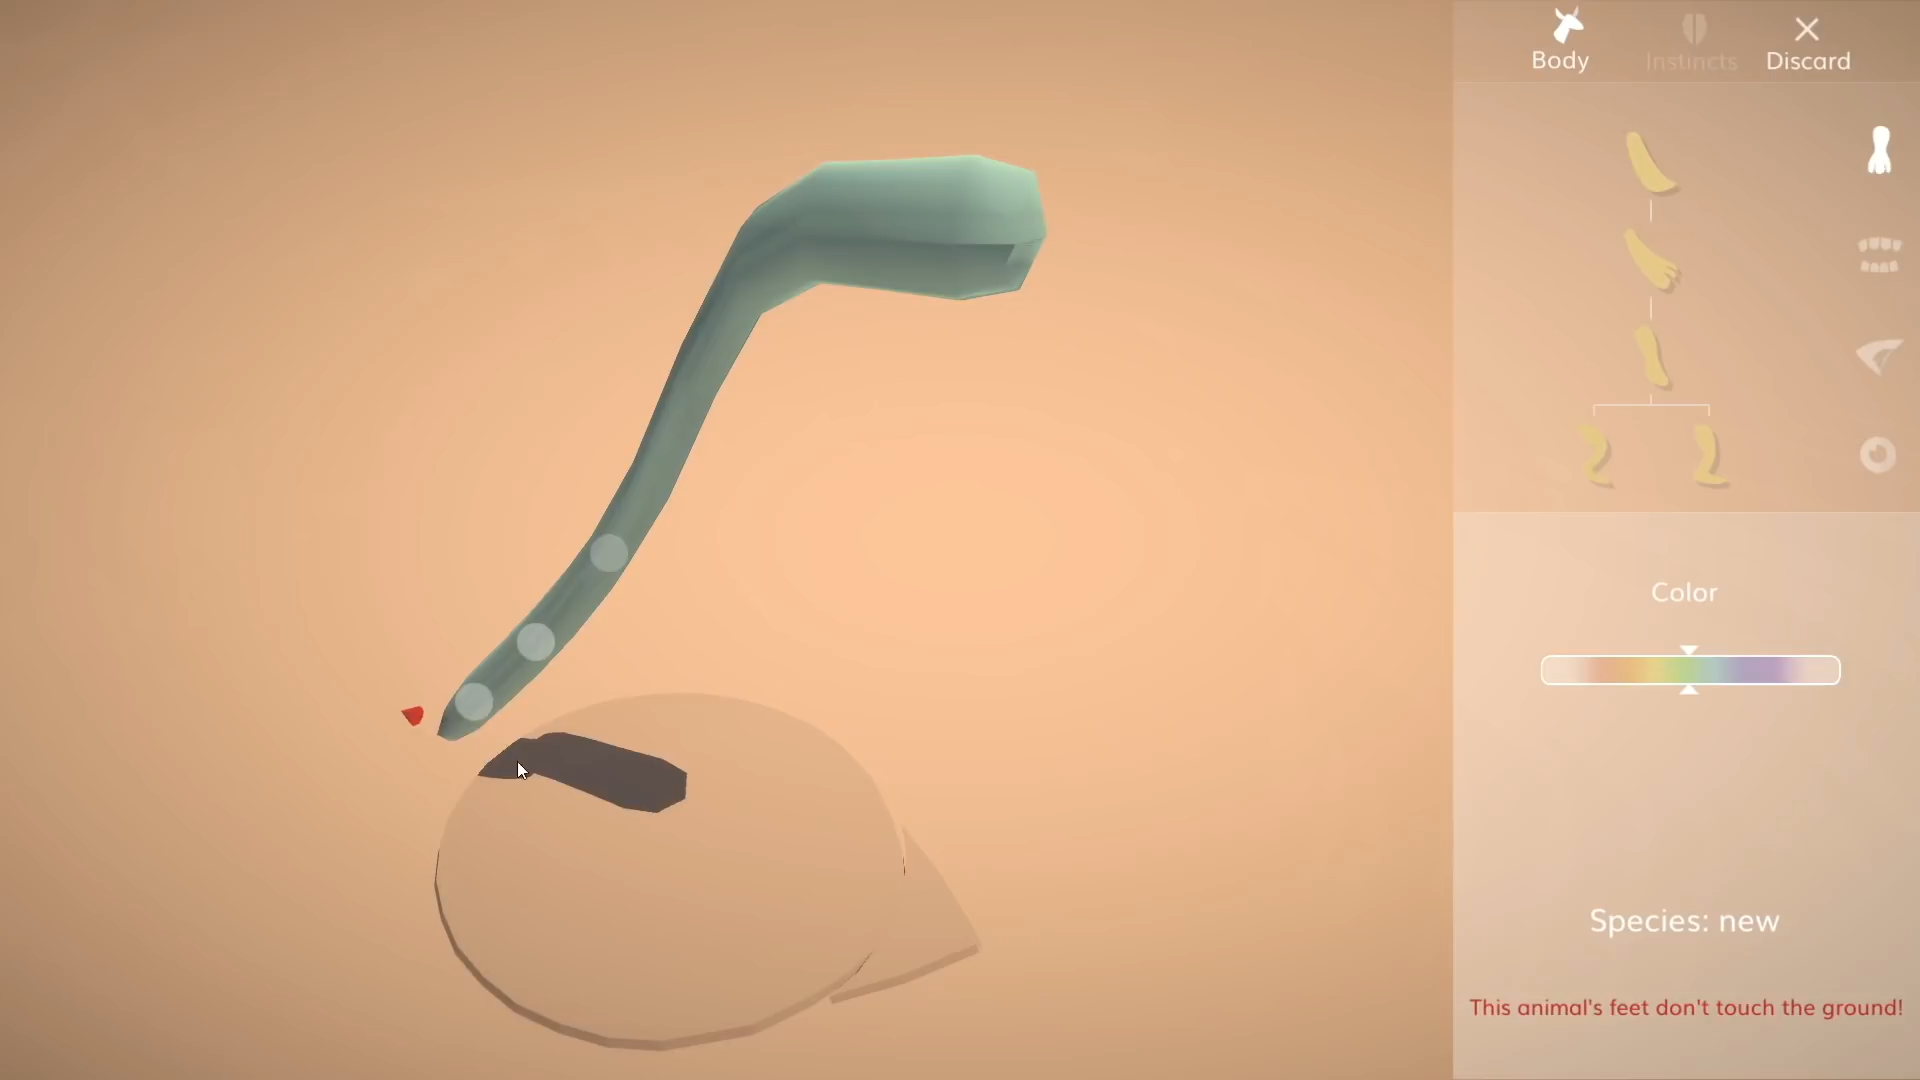 Body
Instincts
Discard
Color
Species: new
This animal's feet don't touch the ground!